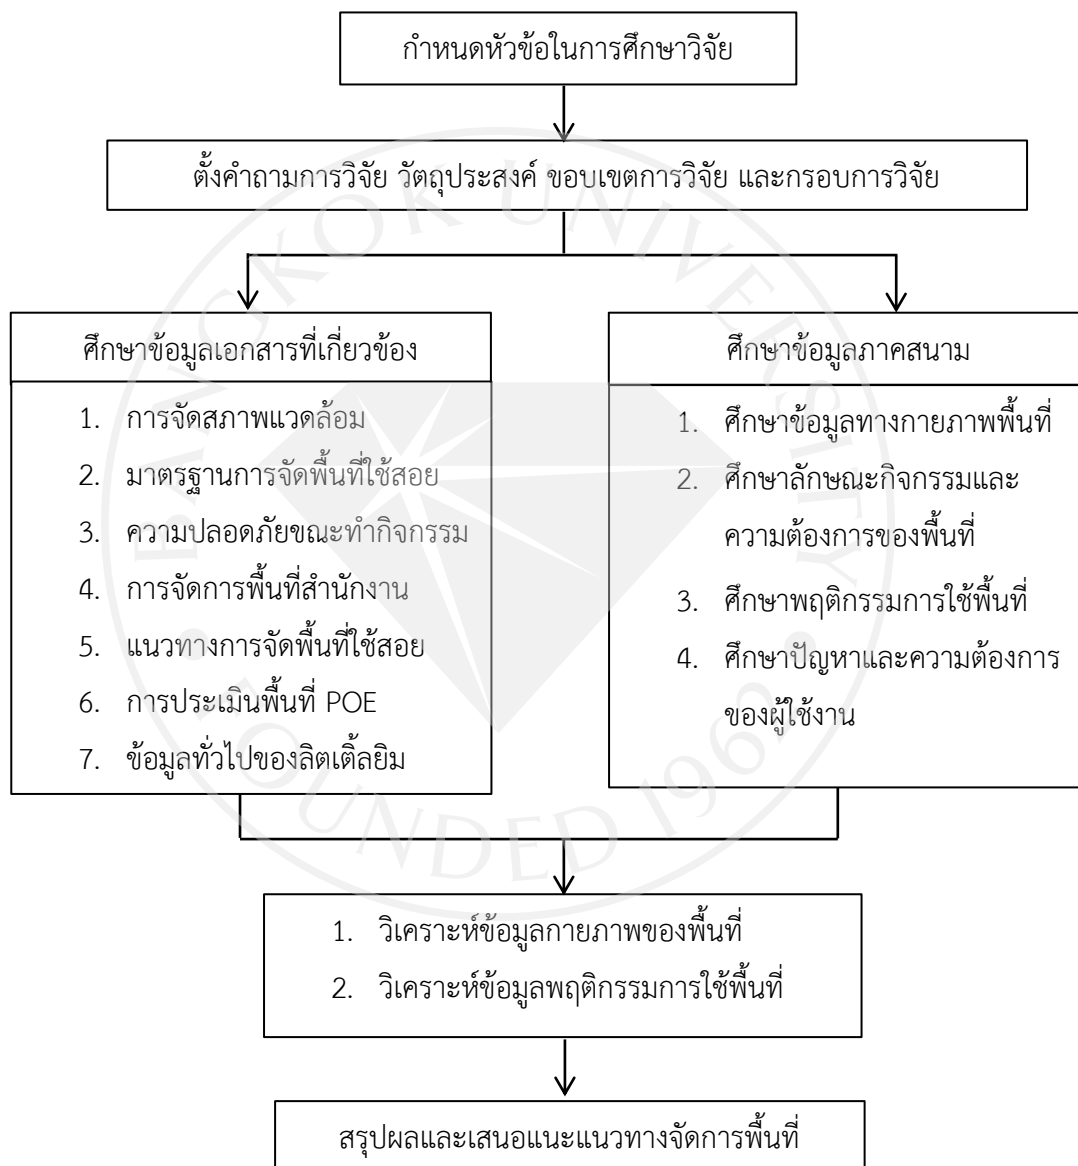 กำหนดหัวข้อในการศึกษาวิจัย
ตั้งคำถามการวิจัย วัตถุประสงค์ ขอบเขตการวิจัย และกรอบการวิจัย
ศึกษาข้อมูลเอกสารที่เกี่ยวข้อง
1. การจัดสภาพแวดล้อม
2. มาตรฐานการจัดพื้นที่ใช้สอย
3. ความปลอดภัยขณะทำกิจกรรม
4. การจัดการพื้นที่สำนักงาน
5. แนวทางการจัดพื้นที่ใช้สอย
6. การประเมินพื้นที่ POE
7. ข้อมูลทั่วไปของลิตเติ้ลยิม
ศึกษาข้อมูลภาคสนาม
1. ศึกษาข้อมูลทางกายภาพพื้นที่
2. ศึกษาลักษณะกิจกรรมและ
ความต้องการของพื้นที่
3. ศึกษาพฤติกรรมการใช้พื้นที่
4. ศึกษาปัญหาและความต้องการ
ของผู้ใช้งาน
1. วิเคราะห์ข้อมูลกายภาพของพื้นที่
2. วิเคราะห์ข้อมูลพฤติกรรมการใช้พื้นที่
สรุปผลและเสนอแนะแนวทางจัดการพื้นที่
BANGKOK UNIVERSITY
FOUNDED 1962